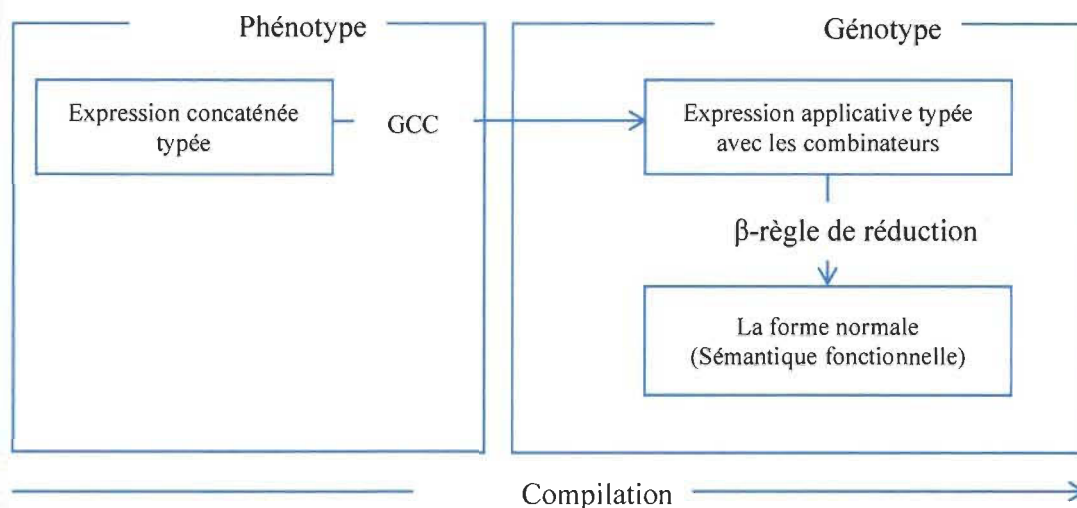 Phénotype
Génotype
Expression concaténée
typée
GCC
Expression applicative typée
avec les combinateurs
β-règle de réduction
La forme normale
(Sémantique fonctionnelle)
Compilation